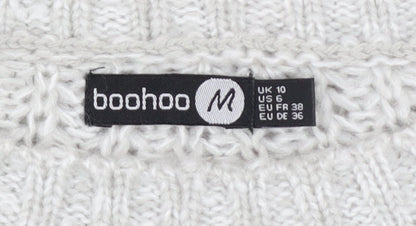 boohoo M
UK 10
US 6
EU FR 38
EU DE 36